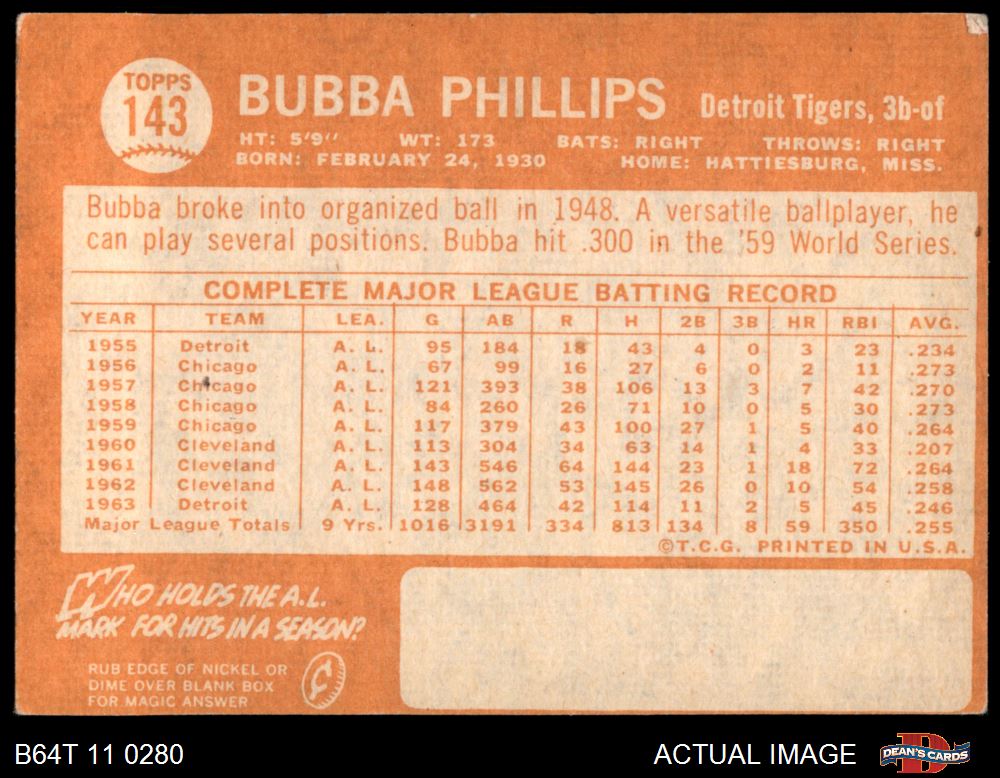 TOPPS
143
BUBBA PHILLIPS Detroit Tigers, 3b-of
HT: 5'9" WT: 173 BATS: RIGHT THROWS: RIGHT
BORN: FEBRUARY 24, 1930 HOME: HATTIESBURG, MISS.
Bubba broke into organized ball in 1948. A versatile ballplayer, he
can play several positions. Bubba hit .300 in the '59 World Series.
COMPLETE MAJOR LEAGUE BATTING RECORD
YEAR TEAM LEA. G AB R H 2B 3B HR RBI AVG.
1955 Detroit A. L. 95 184 18 43 4 0 3 23 .234
1956 Chicago A. L. 67 99 16 27 6 0 2 11 .273
1957 Chicago A. L. 121 393 38 106 13 3 7 42 .270
1958 Chicago A. L. 84 260 26 71 10 0 5 30 .273
1959 Chicago A. L. 117 379 43 100 27 1 5 40 .264
1960 Cleveland A. L. 113 304 34 63 14 1 4 33 .207
1961 Cleveland A. L. 143 546 64 144 23 1 18 72 .264
1962 Cleveland A. L. 148 562 53 145 26 0 10 54 .258
1963 Detroit A. L. 128 464 42 114 11 2 5 45 .246
Major League Totals 9 Yrs. 1016 3191 334 813 134 8 59 350 .255
©T.C.G. PRINTED IN U.S.A.
WHO HOLDS THE A.L.
MARK FOR HITS IN A SEASON?
RUB EDGE OF NICKEL OR
DIME OVER BLANK BOX
FOR MAGIC ANSWER
B64T 11 0280 ACTUAL IMAGE DEAN'S CARDS